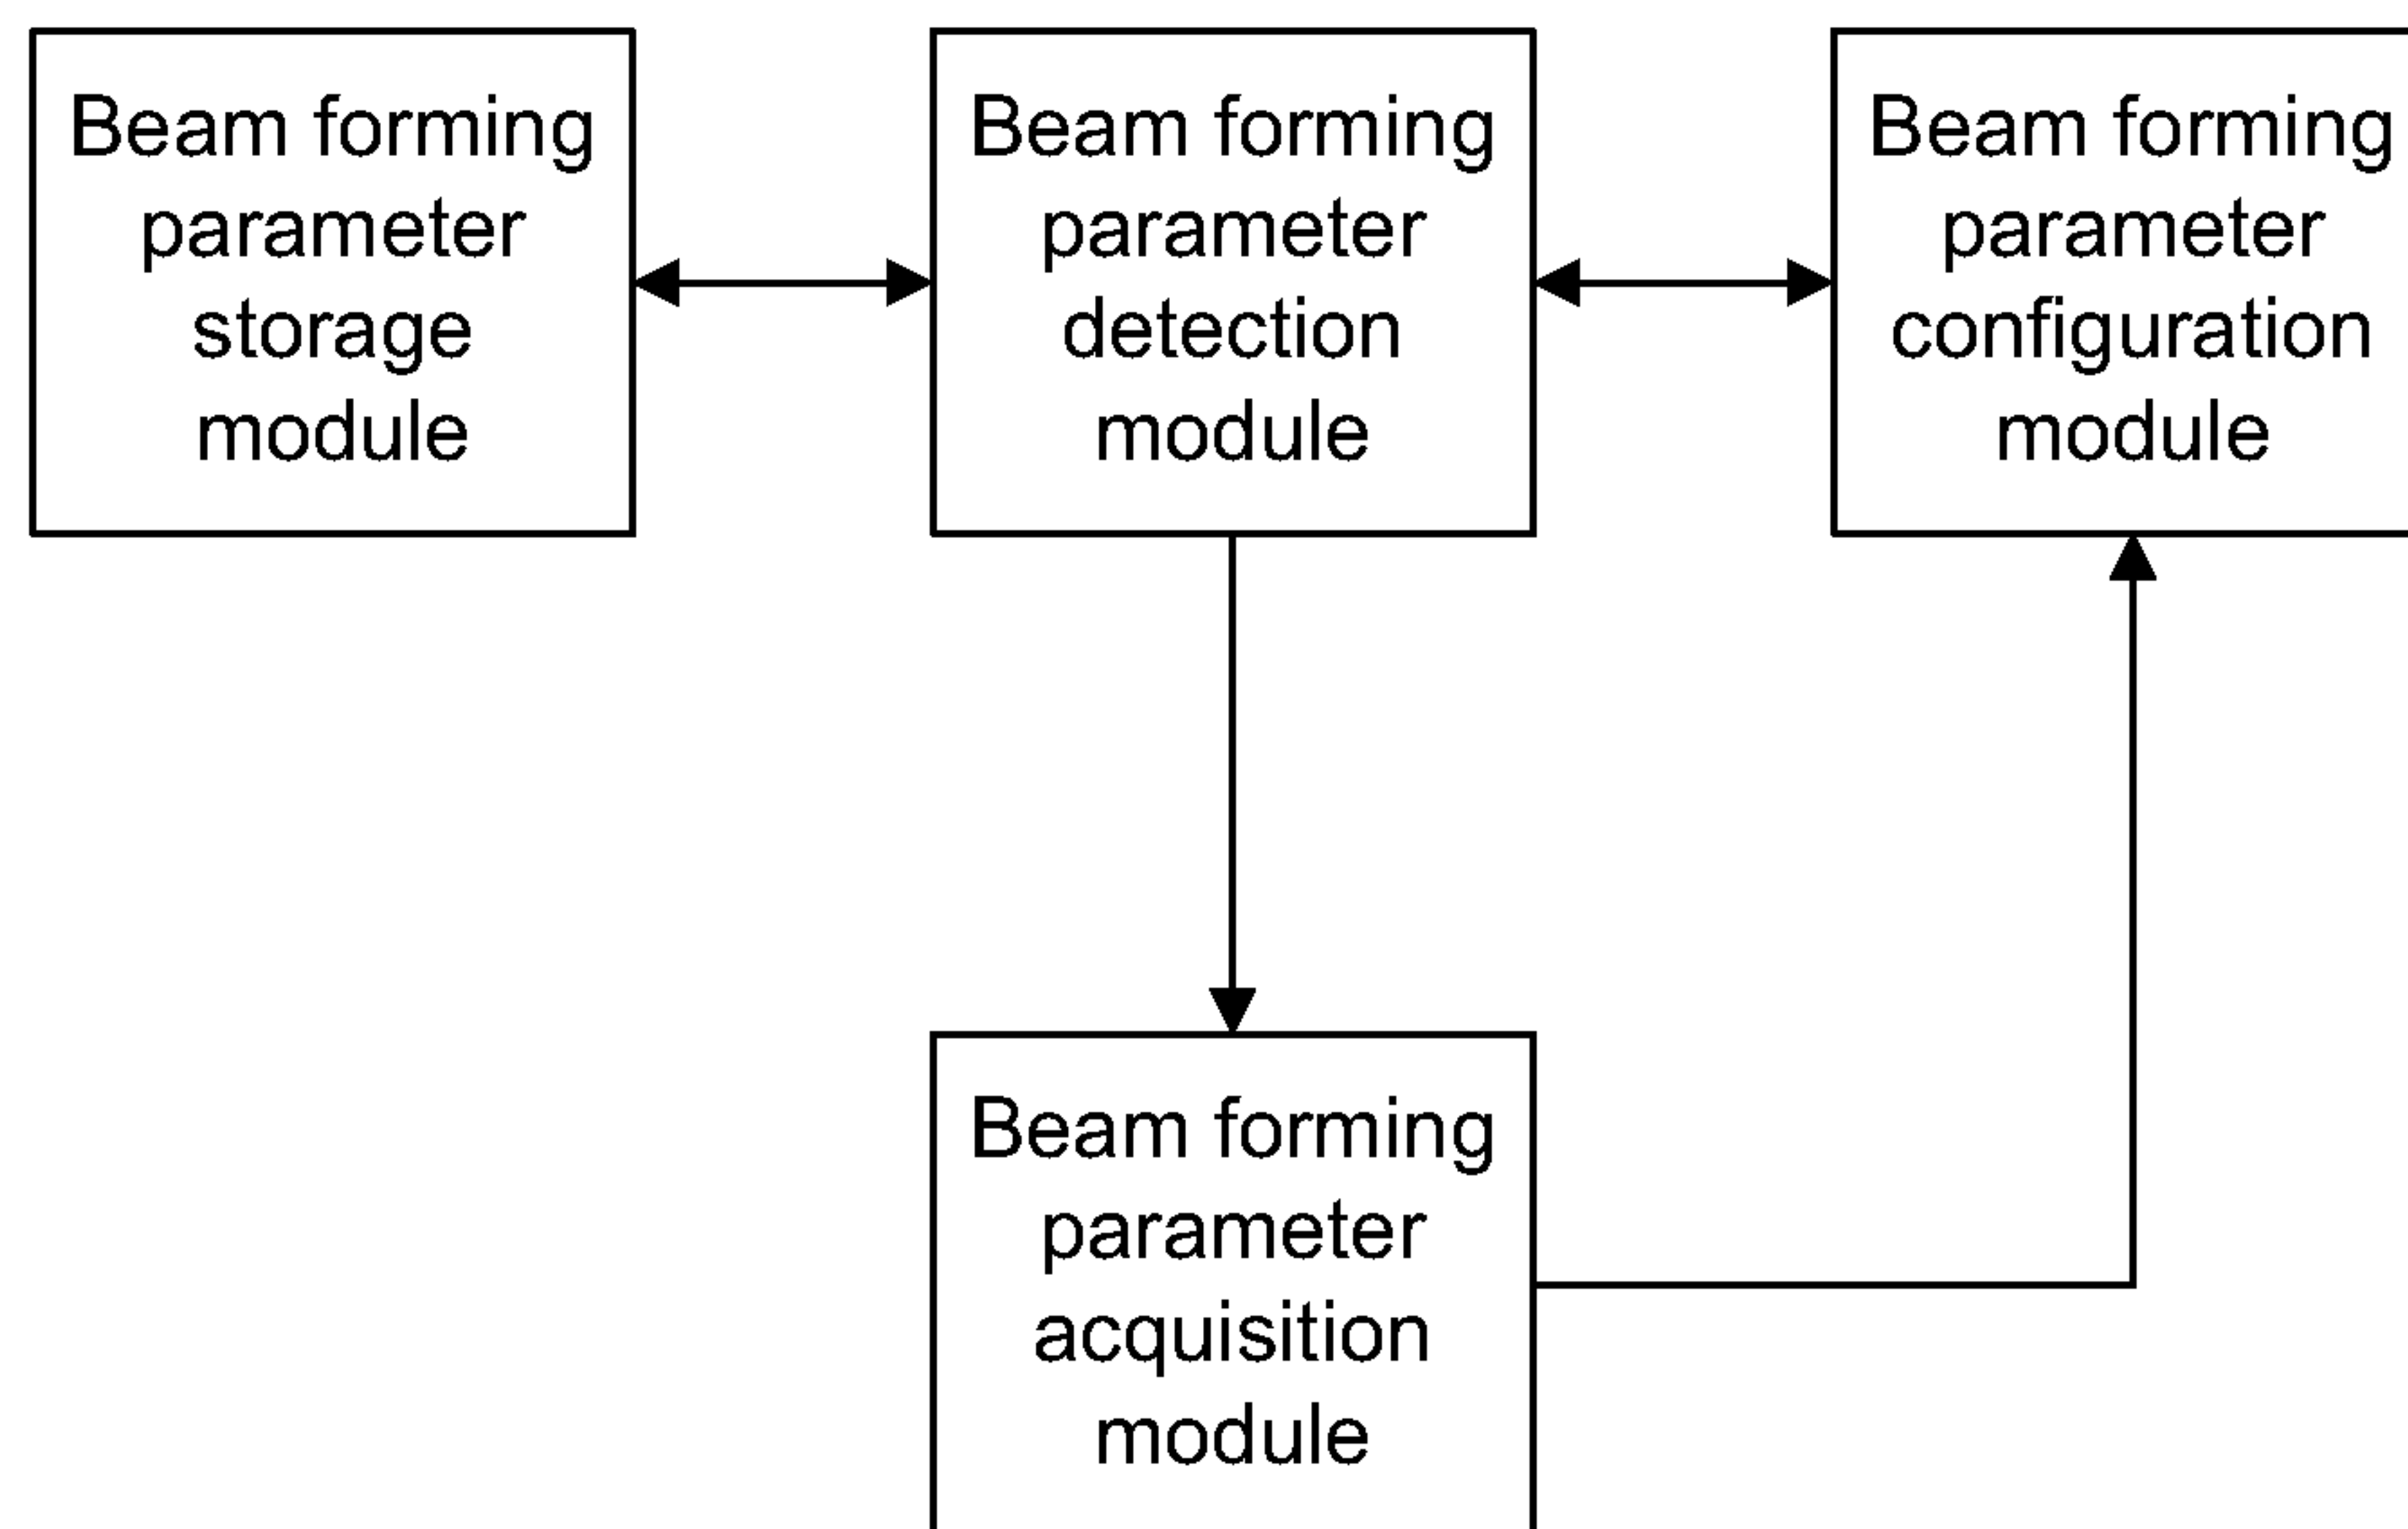 Beam forming
parameter
storage
module
Beam forming
parameter
detection
module
Beam forming
parameter
configuration
module
Beam forming
parameter
acquisition
module